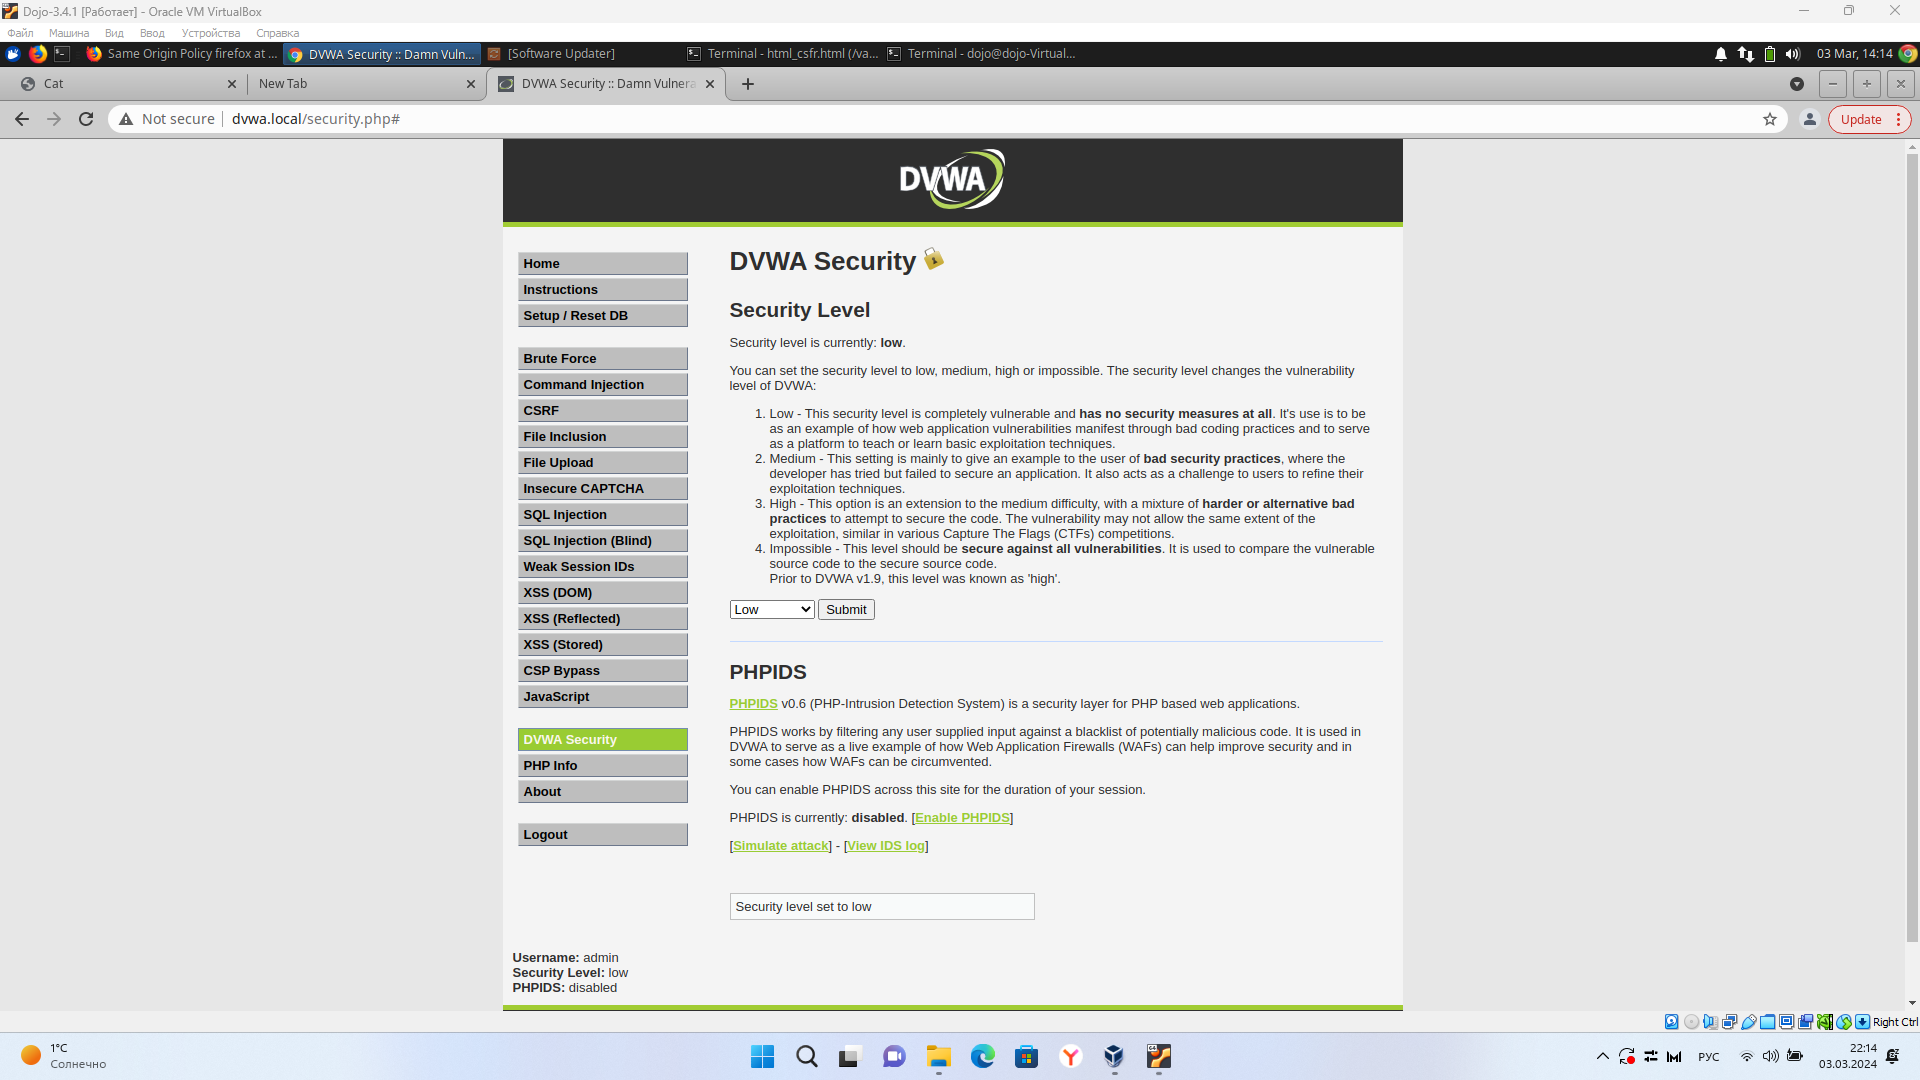 Dojo-3.4.1 [Работает] - Oracle VM VirtualBox
Файл Машина Вид Ввод Устройства Справка
Same Origin Policy firefox at ... DVWA Security :: Damn Vuln... [Software Updater] Terminal - html_csfr.html (/va... Terminal - dojo@dojo-Virtual... 03 Mar, 14:14
Cat New Tab DVWA Security :: Damn Vulnera
Not secure dvwa.local/security.php# Update
DVWA
Home
Instructions
Setup / Reset DB
Brute Force
Command Injection
CSRF
File Inclusion
File Upload
Insecure CAPTCHA
SQL Injection
SQL Injection (Blind)
Weak Session IDs
XSS (DOM)
XSS (Reflected)
XSS (Stored)
CSP Bypass
JavaScript
DVWA Security
PHP Info
About
Logout
DVWA Security
Security Level
Security level is currently: low.
You can set the security level to low, medium, high or impossible. The security level changes the vulnerability
level of DVWA:
1. Low - This security level is completely vulnerable and has no security measures at all. It's use is to be
as an example of how web application vulnerabilities manifest through bad coding practices and to serve
as a platform to teach or learn basic exploitation techniques.
2. Medium - This setting is mainly to give an example to the user of bad security practices, where the
developer has tried but failed to secure an application. It also acts as a challenge to users to refine their
exploitation techniques.
3. High - This option is an extension to the medium difficulty, with a mixture of harder or alternative bad
practices to attempt to secure the code. The vulnerability may not allow the same extent of the
exploitation, similar in various Capture The Flags (CTFs) competitions.
4. Impossible - This level should be secure against all vulnerabilities. It is used to compare the vulnerable
source code to the secure source code.
Prior to DVWA v1.9, this level was known as 'high'.
Low Submit
PHPIDS
PHPIDS v0.6 (PHP-Intrusion Detection System) is a security layer for PHP based web applications.
PHPIDS works by filtering any user supplied input against a blacklist of potentially malicious code. It is used in
DVWA to serve as a live example of how Web Application Firewalls (WAFs) can help improve security and in
some cases how WAFs can be circumvented.
You can enable PHPIDS across this site for the duration of your session.
PHPIDS is currently: disabled. [Enable PHPIDS]
[Simulate attack] - [View IDS log]
Security level set to low
Username: admin
Security Level: low
PHPIDS: disabled
Right Ctrl
1°C
Солнечно
РУС
22:14
03.03.2024